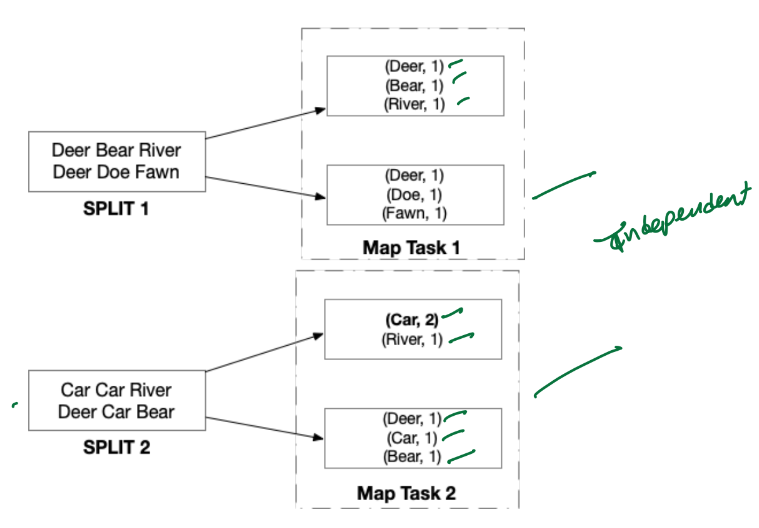 Deer Bear River
Deer Doe Fawn
SPLIT 1
(Deer, 1)
(Bear, 1)
(River, 1)
(Deer, 1)
(Doe, 1)
(Fawn, 1)
Map Task 1
Independent
Car Car River
Deer Car Bear
SPLIT 2
(Car, 2)
(River, 1)
(Deer, 1)
(Car, 1)
(Bear, 1)
Map Task 2